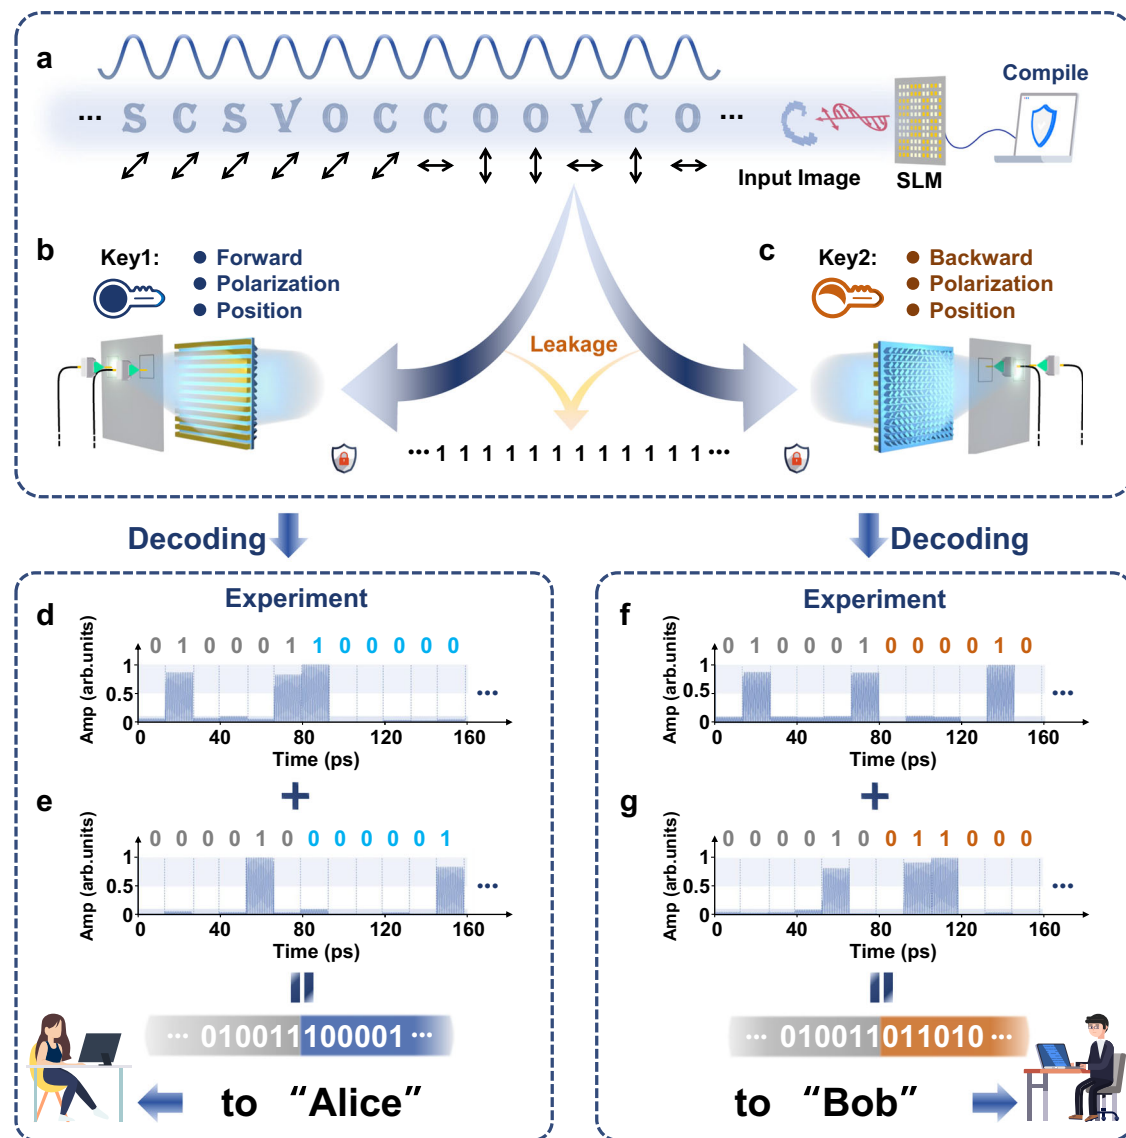 a
Compile
... S C S V O C C O O V C O ...
Input Image
SLM
b
Key1:
● Forward
● Polarization
● Position
c
Key2:
● Backward
● Polarization
● Position
Leakage
···1 1 1 1 1 1 1 1 1 1 1 1···
Decoding
Decoding
d
Experiment
0 1 0 0 0 1 1 0 0 0 0 0
Amp (arb.units)
1
0.5
0
...
0 40 80 120 160
Time (ps)
+
e
0 0 0 0 1 0 0 0 0 0 0 1
Amp (arb.units)
1
0.5
0
...
0 40 80 120 160
Time (ps)
=
··· 010011100001 ···
to “Alice”
f
Experiment
0 1 0 0 0 1 0 0 0 0 1 0
Amp (arb.units)
1
0.5
0
...
0 40 80 120 160
Time (ps)
+
g
0 0 0 0 1 0 0 1 1 0 0 0
Amp (arb.units)
1
0.5
0
...
0 40 80 120 160
Time (ps)
=
··· 010011011010 ···
to “Bob”